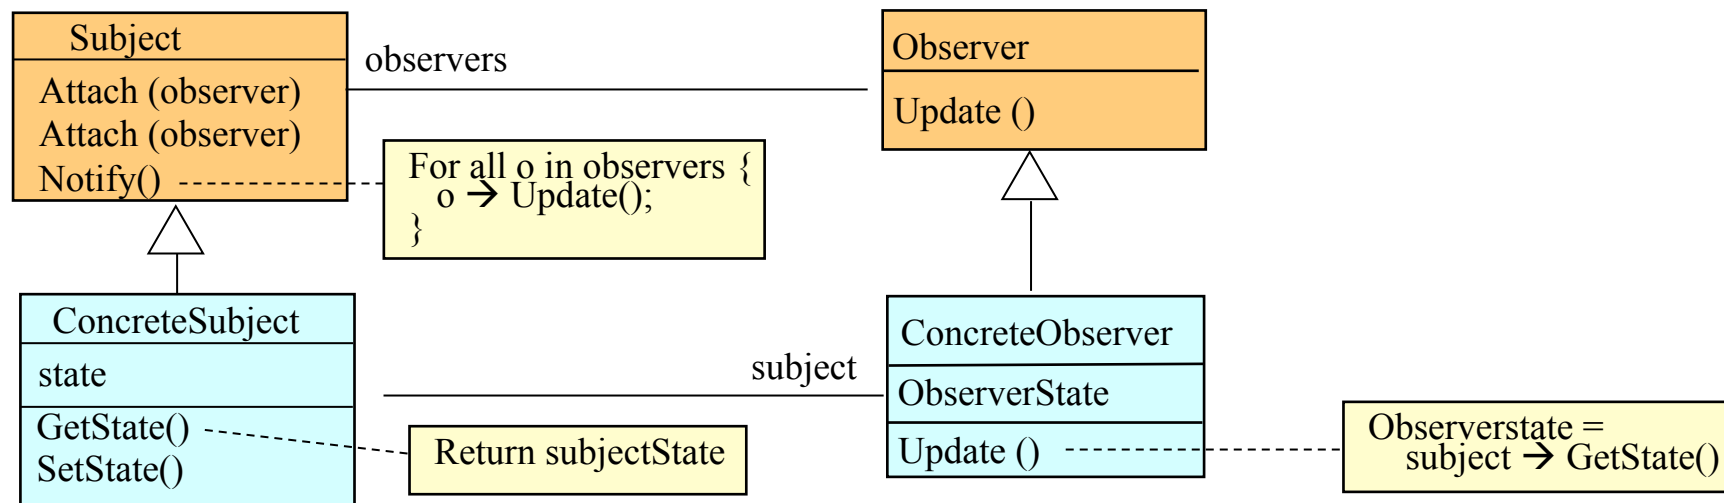 Subject
Attach (observer)
Attach (observer)
Notify()
observers
Observer
Update ()
For all o in observers {
o → Update();
}
ConcreteSubject
state
GetState()
SetState()
Return subjectState
subject
ConcreteObserver
ObserverState
Update ()
Observerstate =
subject → GetState()